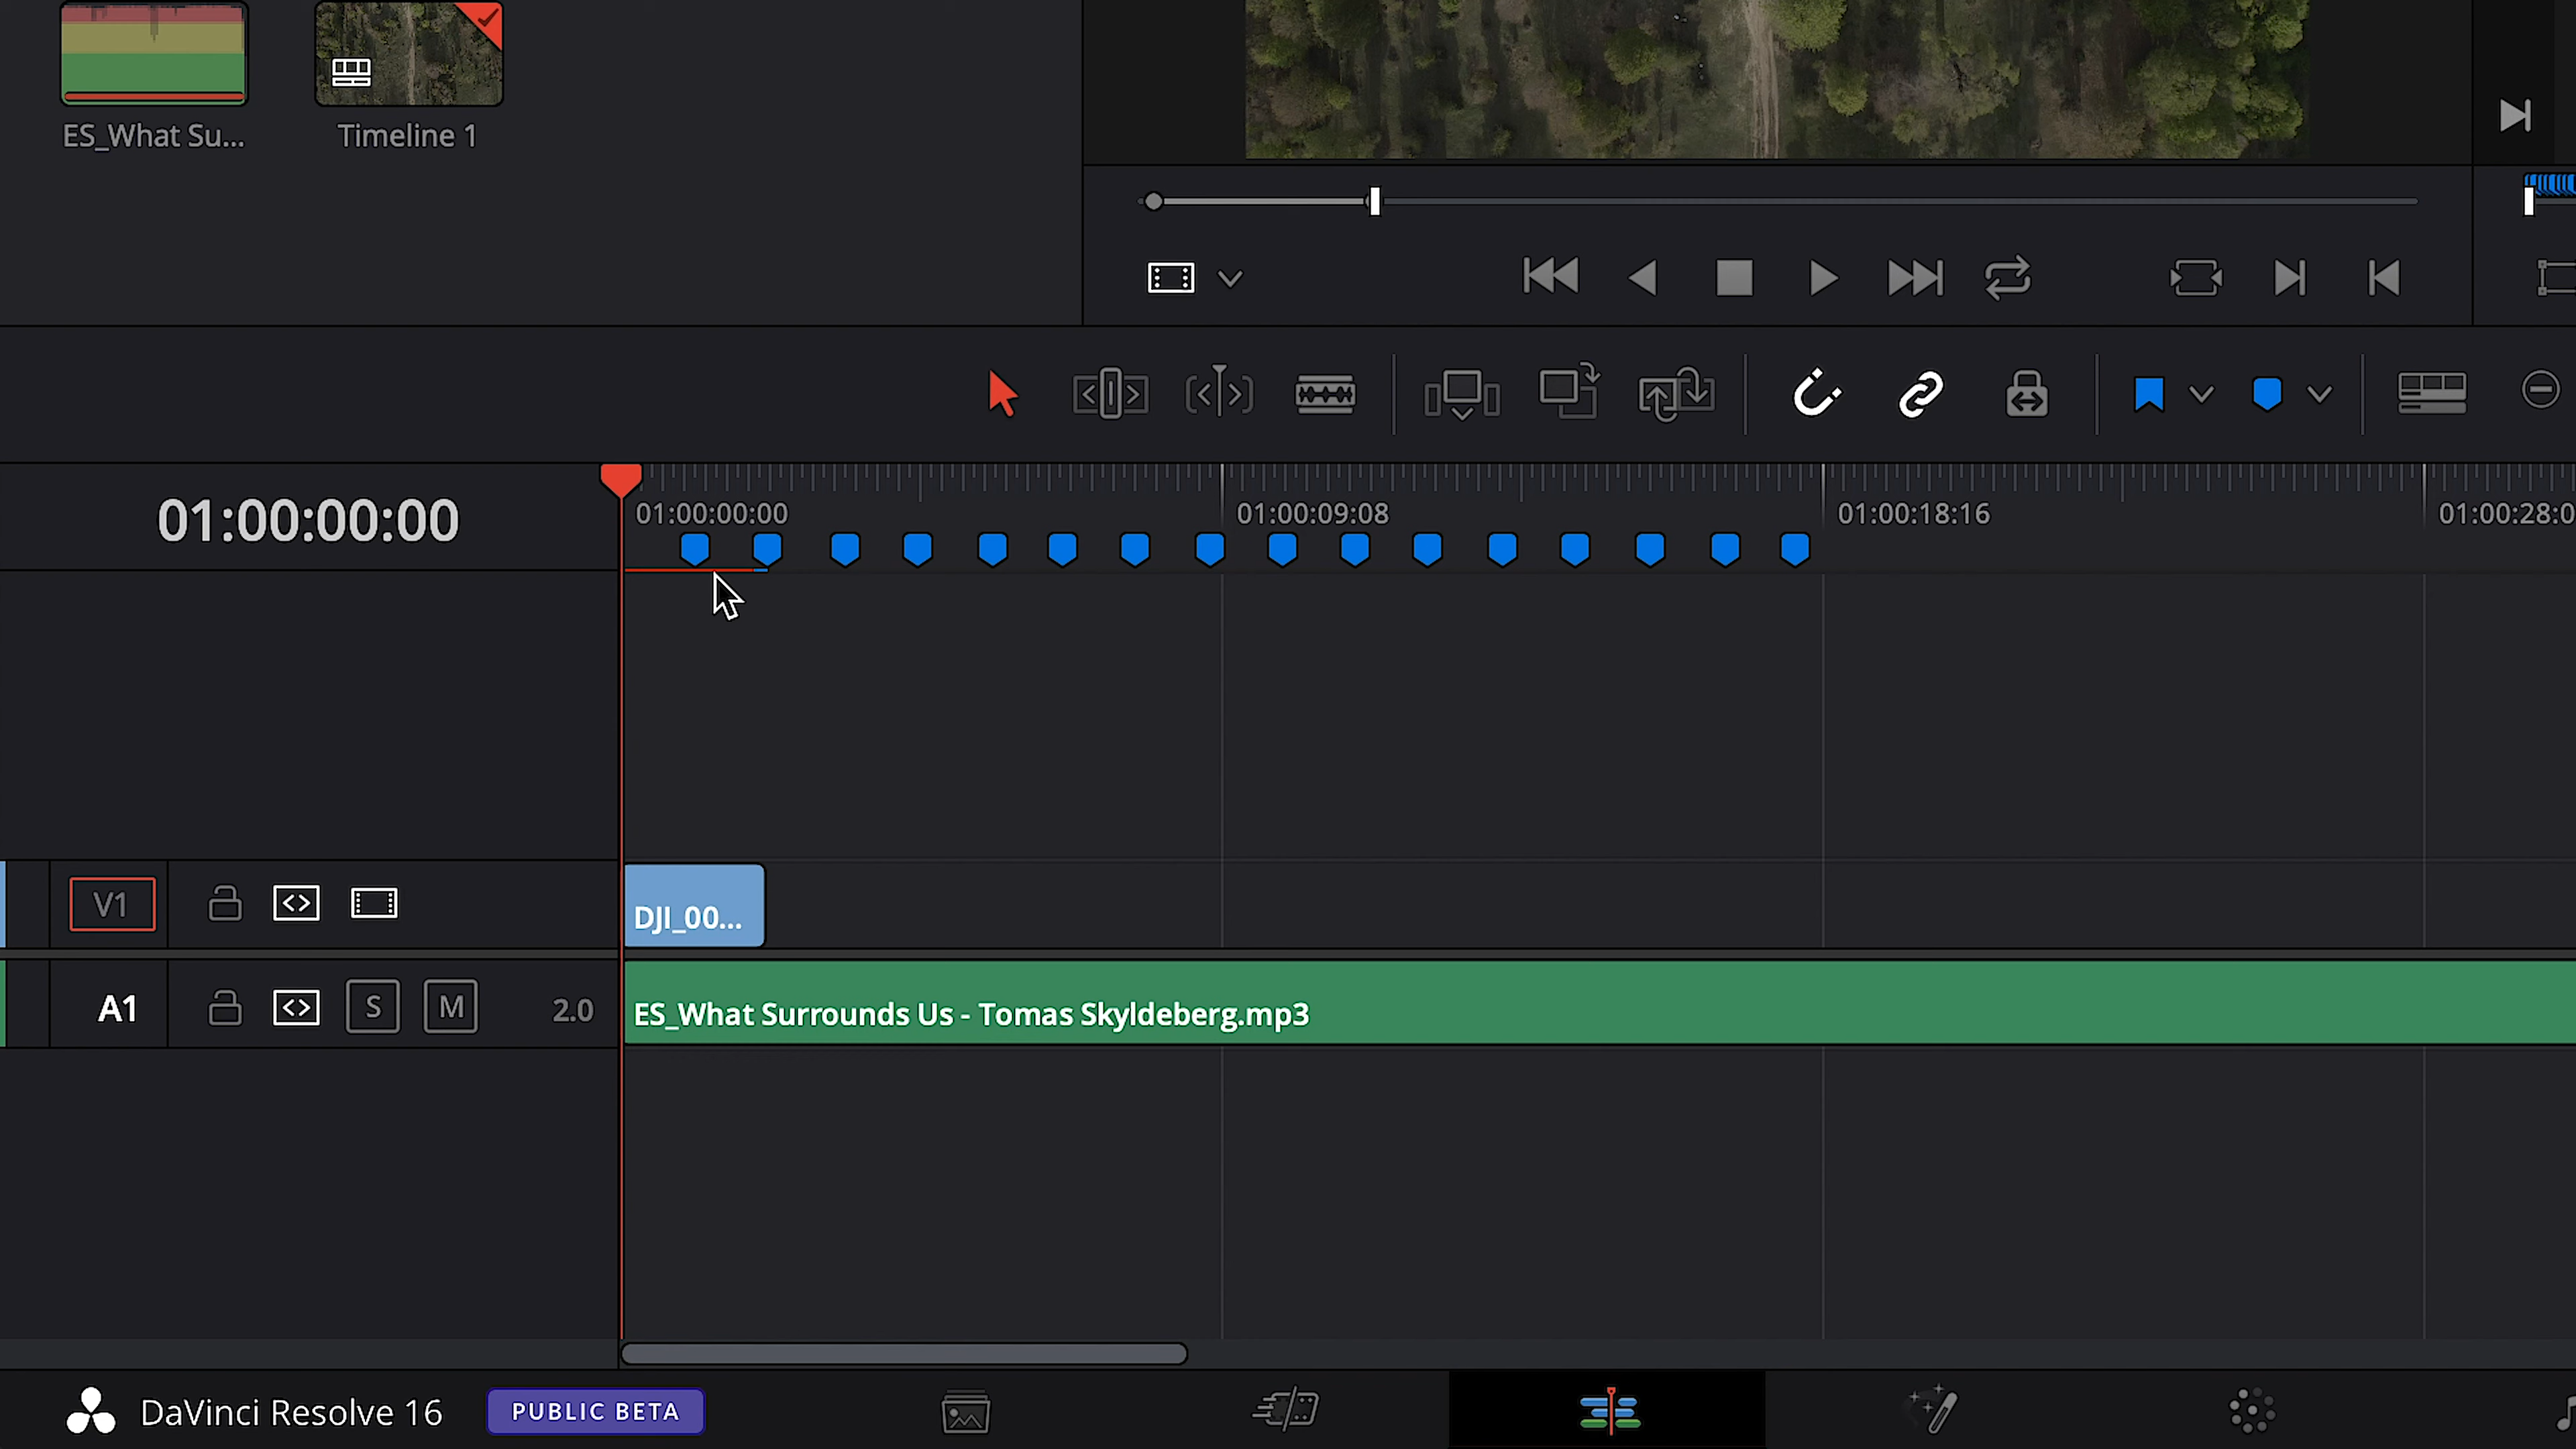 ES_What Su...
Timeline 1
01:00:00:00
01:00:00:00
01:00:09:08
01:00:18:16
01:00:28:0
V1
DJI_00...
A1
S
M
2.0
ES_What Surrounds Us - Tomas Skyldeberg.mp3
DaVinci Resolve 16
PUBLIC BETA